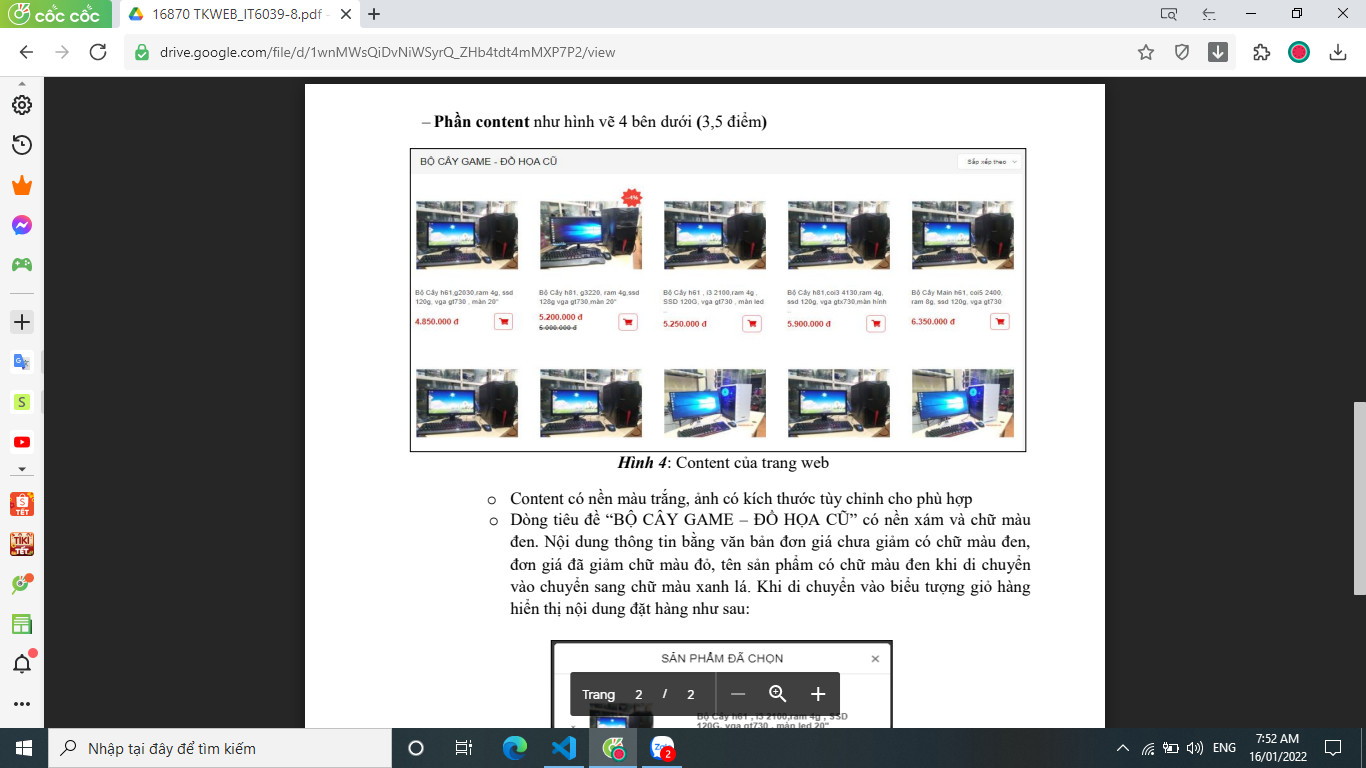 cốc cốc
16870 TKWEB_IT6039-8.pdf -
drive.google.com/file/d/1wnMWsQiDvNiWSyrQ_ZHb4tdt4mMXP7P2/view
– Phần content như hình vẽ 4 bên dưới (3,5 điểm)
BỘ CÂY GAME - ĐỒ HỌA CŨ
Sắp xếp theo
Bộ Cây h61,g2030,ram 4g, ssd 120g, vga gt730 , màn 20"
4.850.000 đ
Bộ Cây h81, g3220, ram 4g,ssd 128g vga gt730,màn 20"
5.200.000 đ
5.000.000 đ
Bộ Cây h61 , i3 2100,ram 4g , SSD 120G, vga gt730 , màn led ...
5.250.000 đ
Bộ Cây h81,coi3 4130,ram 4g, ssd 120g, vga gtx730,màn hình ...
5.900.000 đ
Bộ Cây Main h61, coi5 2400, ram 8g, ssd 120g, vga gt730
6.350.000 đ
Hình 4: Content của trang web
o Content có nền màu trắng, ảnh có kích thước tùy chỉnh cho phù hợp
o Dòng tiêu đề “BỘ CÂY GAME – ĐỒ HỌA CŨ” có nền xám và chữ màu
đen. Nội dung thông tin bằng văn bản đơn giá chưa giảm có chữ màu đen,
đơn giá đã giảm chữ màu đỏ, tên sản phẩm có chữ màu đen khi di chuyển
vào chuyển sang chữ màu xanh lá. Khi di chuyển vào biểu tượng giỏ hàng
hiển thị nội dung đặt hàng như sau:
SẢN PHẨM ĐÃ CHỌN
Trang 2 / 2
Bộ Cây h61 , i3 2100,ram 4g , SSD
120G, vga gt730 , màn led 20"
S
TẾT
TIKI
TẾT
Nhập tại đây để tìm kiếm
Zalo
2
ENG
7:52 AM
16/01/2022